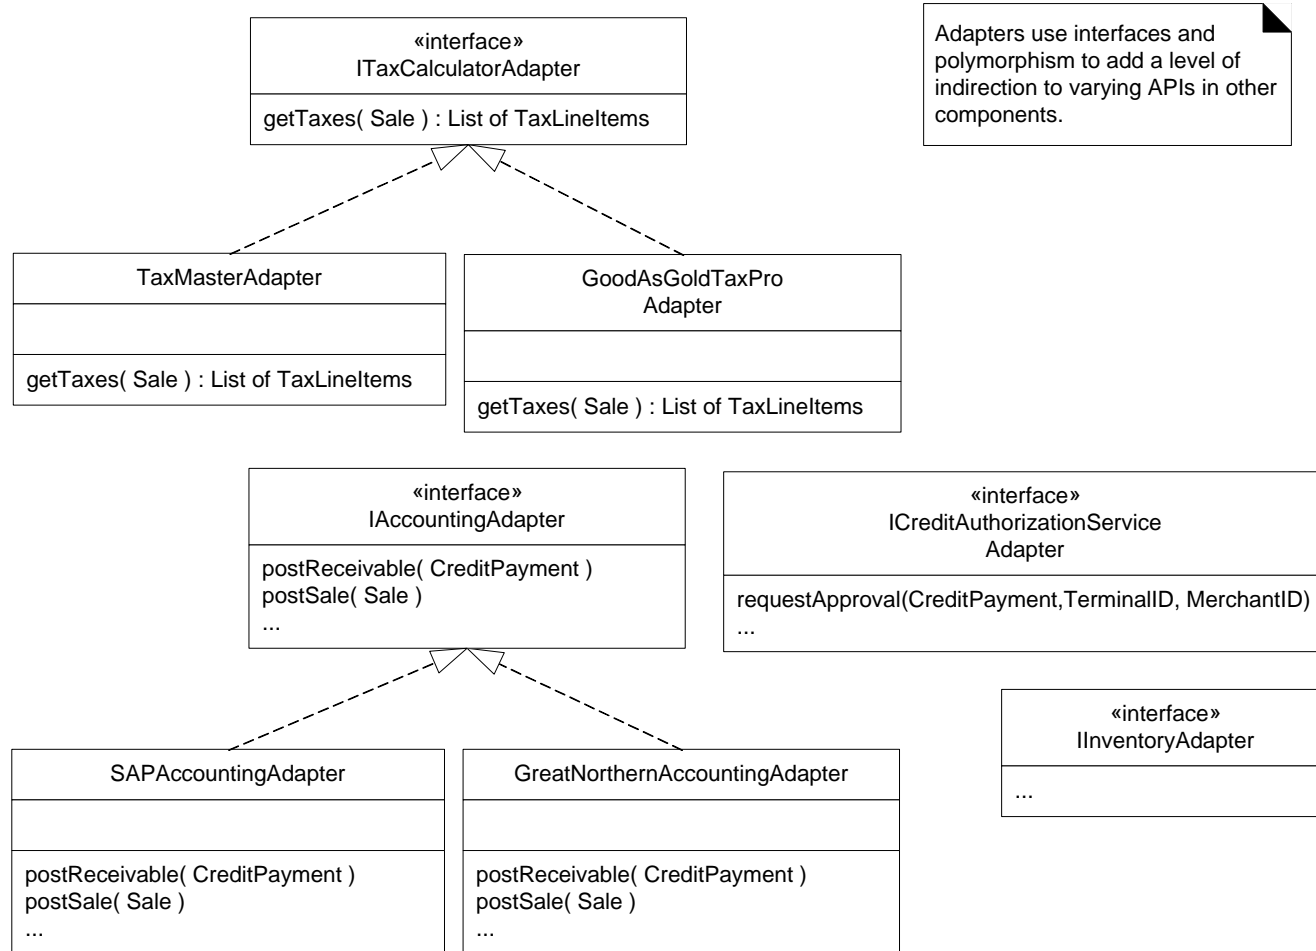 «interface»
ITaxCalculatorAdapter
getTaxes( Sale ) : List of TaxLineItems
Adapters use interfaces and
polymorphism to add a level of
indirection to varying APIs in other
components.
TaxMasterAdapter
getTaxes( Sale ) : List of TaxLineItems
GoodAsGoldTaxPro
Adapter
getTaxes( Sale ) : List of TaxLineItems
«interface»
IAccountingAdapter
postReceivable( CreditPayment )
postSale( Sale )
...
«interface»
ICreditAuthorizationService
Adapter
requestApproval(CreditPayment,TerminalID, MerchantID)
...
«interface»
IInventoryAdapter
...
SAPAccountingAdapter
postReceivable( CreditPayment )
postSale( Sale )
...
GreatNorthernAccountingAdapter
postReceivable( CreditPayment )
postSale( Sale )
...